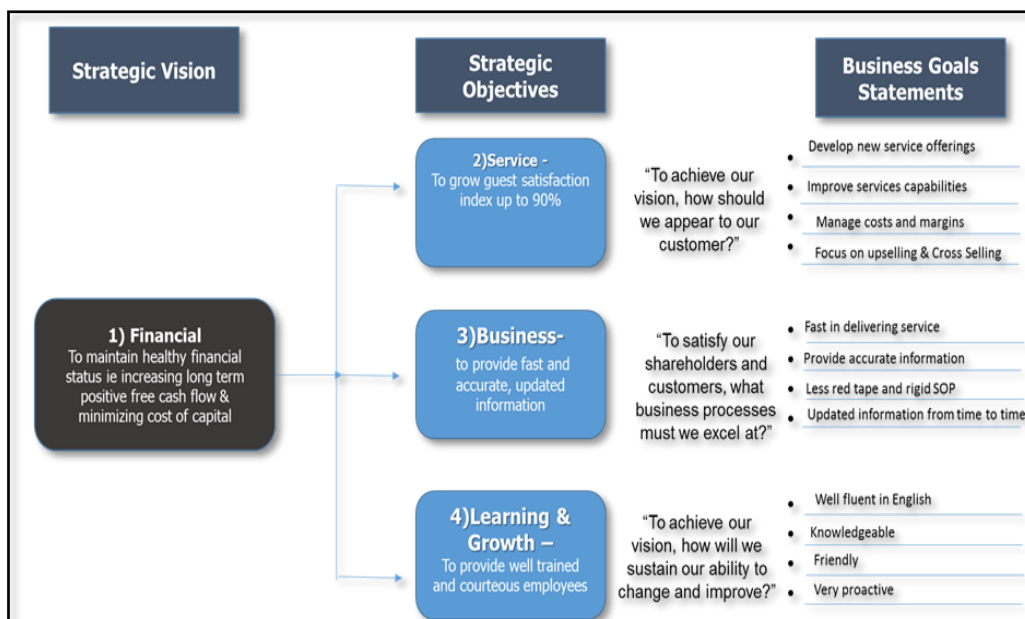 Strategic Vision
Strategic
Objectives
Business Goals
Statements
1) Financial
To maintain healthy financial
status ie increasing long term
positive free cash flow &
minimizing cost of capital
2)Service -
To grow guest satisfaction
index up to 90%
“To achieve our
vision, how should
we appear to our
customer?”
• Develop new service offerings
• Improve services capabilities
• Manage costs and margins
• Focus on upselling & Cross Selling
3)Business-
to provide fast and
accurate, updated
information
“To satisfy our
shareholders and
customers, what
business processes
must we excel at?”
• Fast in delivering service
• Provide accurate information
• Less red tape and rigid SOP
• Updated information from time to time
4)Learning &
Growth –
To provide well trained
and courteous employees
“To achieve our
vision, how will we
sustain our ability to
change and improve?”
• Well fluent in English
• Knowledgeable
• Friendly
• Very proactive